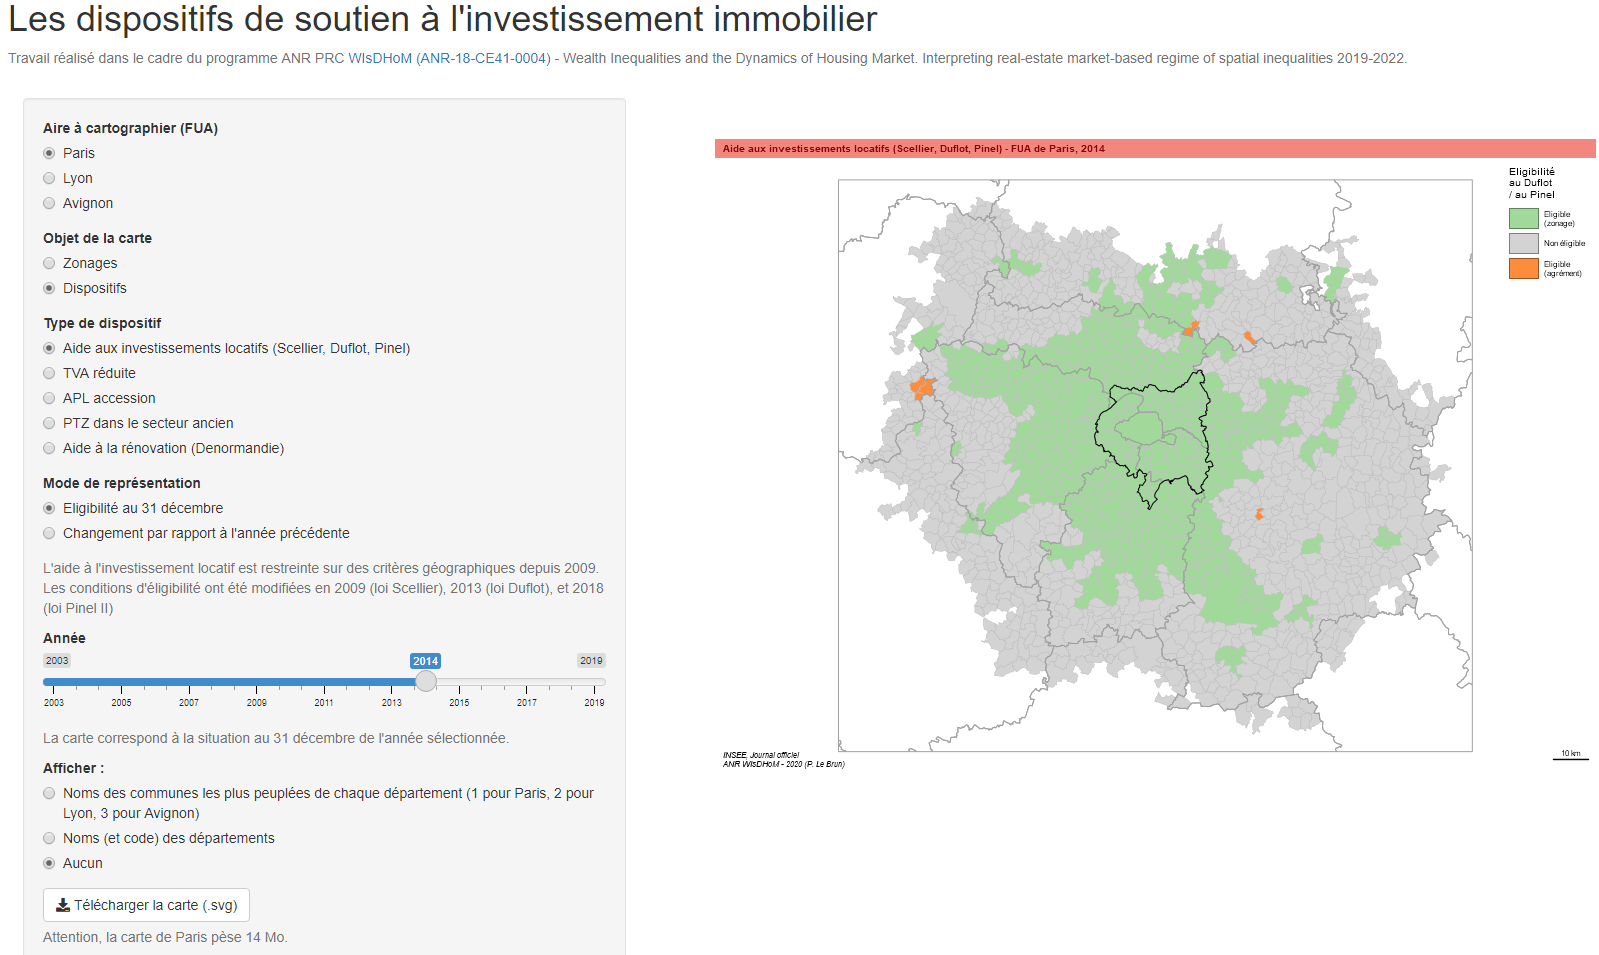 Les dispositifs de soutien à l'investissement immobilier
Travail réalisé dans le cadre du programme ANR PRC WIsDHoM (ANR-18-CE41-0004) - Wealth Inequalities and the Dynamics of Housing Market. Interpreting real-estate market-based regime of spatial inequalities 2019-2022.
Aire à cartographier (FUA)
Paris
Lyon
Avignon
Objet de la carte
Zonages
Dispositifs
Type de dispositif
Aide aux investissements locatifs (Scellier, Duflot, Pinel)
TVA réduite
APL accession
PTZ dans le secteur ancien
Aide à la rénovation (Denormandie)
Mode de représentation
Eligibilité au 31 décembre
Changement par rapport à l'année précédente
L'aide à l'investissement locatif est restreinte sur des critères géographiques depuis 2009.
Les conditions d'éligibilité ont été modifiées en 2009 (loi Scellier), 2013 (loi Duflot), et 2018
(loi Pinel II)
Année
2003 2014 2019
2003 2005 2007 2009 2011 2013 2015 2017 2019
La carte correspond à la situation au 31 décembre de l'année sélectionnée.
Afficher :
Noms des communes les plus peuplées de chaque département (1 pour Paris, 2 pour
Lyon, 3 pour Avignon)
Noms (et code) des départements
Aucun
Télécharger la carte (.svg)
Attention, la carte de Paris pèse 14 Mo.
Aide aux investissements locatifs (Scellier, Duflot, Pinel) - FUA de Paris, 2014
Eligibilité
au Duflot
/ au Pinel
Eligible
(zonage)
Non éligible
Eligible
(agrément)
INSEE, Journal officiel
ANR WIsDHoM - 2020 (P. Le Brun)
10 km